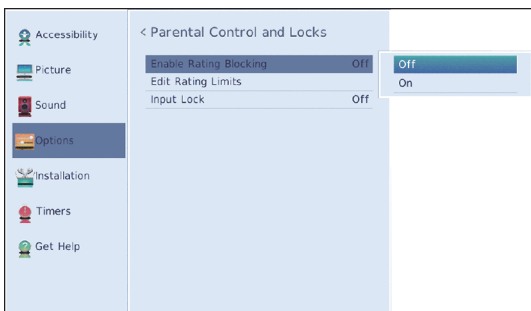 Accessibility
Picture
Sound
Options
Installation
Timers
Get Help
< Parental Control and Locks
Enable Rating Blocking Off
Edit Rating Limits
Input Lock Off
Off
On